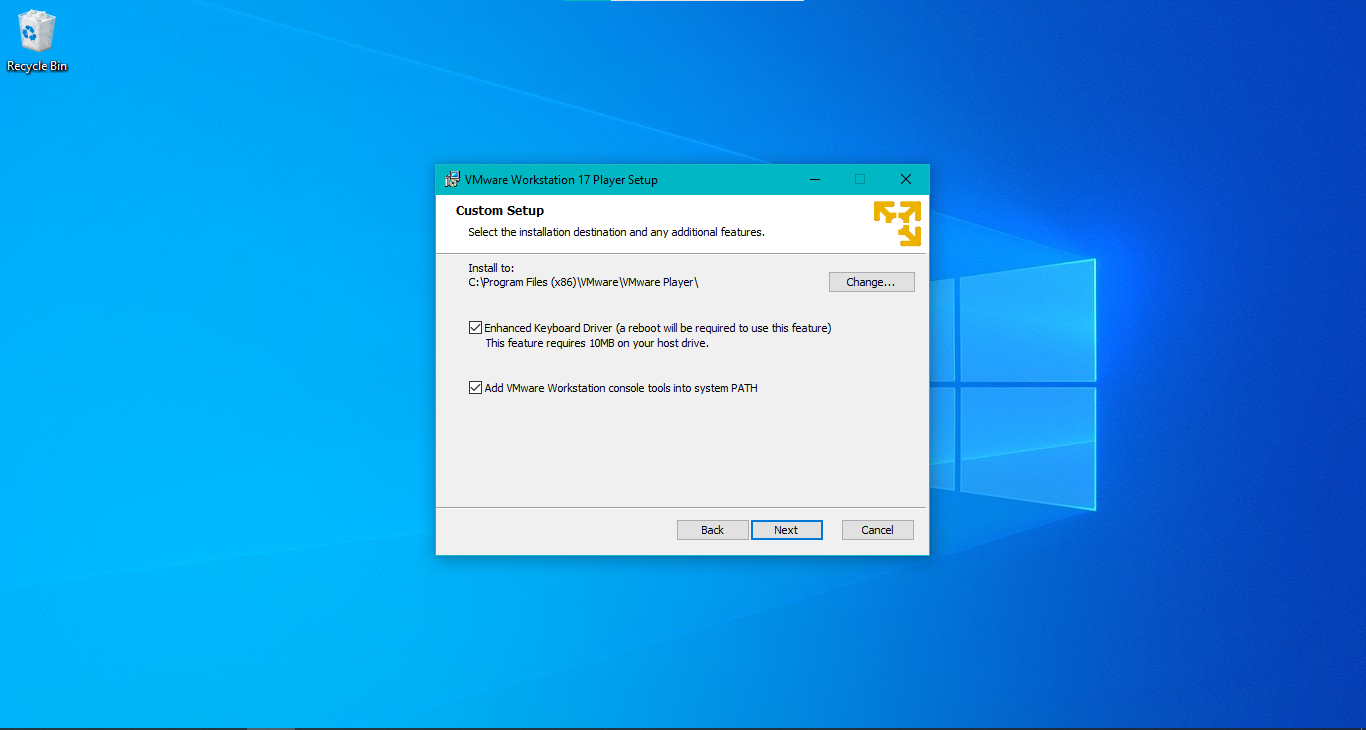 Recycle Bin
VMware Workstation 17 Player Setup
Custom Setup
Select the installation destination and any additional features.
Install to:
C:\Program Files (x86)\VMware\VMware Player\
Change...
Enhanced Keyboard Driver (a reboot will be required to use this feature)
This feature requires 10MB on your host drive.
Add VMware Workstation console tools into system PATH
Back
Next
Cancel